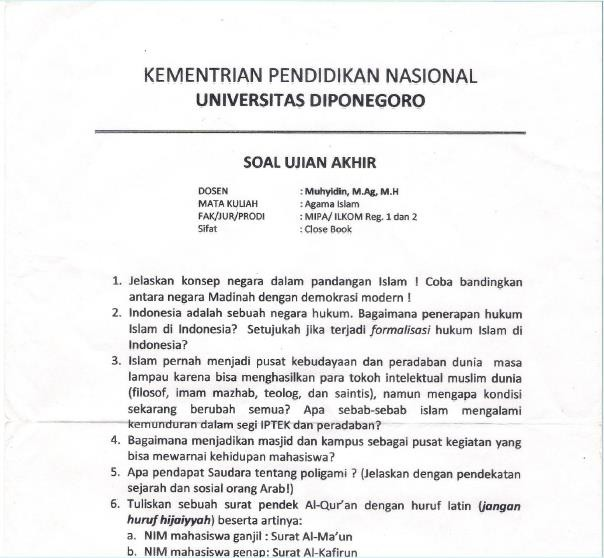 KEMENTRIAN PENDIDIKAN NASIONAL
UNIVERSITAS DIPONEGORO
SOAL UJIAN AKHIR
DOSEN : Muhyidin, M.Ag, M.H
MATA KULIAH : Agama Islam
FAK/JUR/PRODI : MIPA/ ILKOM Reg. 1 dan 2
Sifat : Close Book
1. Jelaskan konsep negara dalam pandangan Islam ! Coba bandingkan
antara negara Madinah dengan demokrasi modern !
2. Indonesia adalah sebuah negara hukum. Bagaimana penerapan hukum
Islam di Indonesia? Setujukah jika terjadi formalisasi hukum Islam di
Indonesia?
3. Islam pernah menjadi pusat kebudayaan dan peradaban dunia masa
lampau karena bisa menghasilkan para tokoh intelektual muslim dunia
(filosof, imam mazhab, teolog, dan saintis), namun mengapa kondisi
sekarang berubah semua? Apa sebab-sebab islam mengalami
kemunduran dalam segi IPTEK dan peradaban?
4. Bagaimana menjadikan masjid dan kampus sebagai pusat kegiatan yang
bisa mewarnai kehidupan mahasiswa?
5. Apa pendapat Saudara tentang poligami ? (Jelaskan dengan pendekatan
sejarah dan sosial orang Arab!)
6. Tuliskan sebuah surat pendek Al-Qur'an dengan huruf latin (jangan
huruf hijaiyyah) beserta artinya:
a. NIM mahasiswa ganjil : Surat Al-Ma'un
b. NIM mahasiswa genap: Surat Al-Kafirun